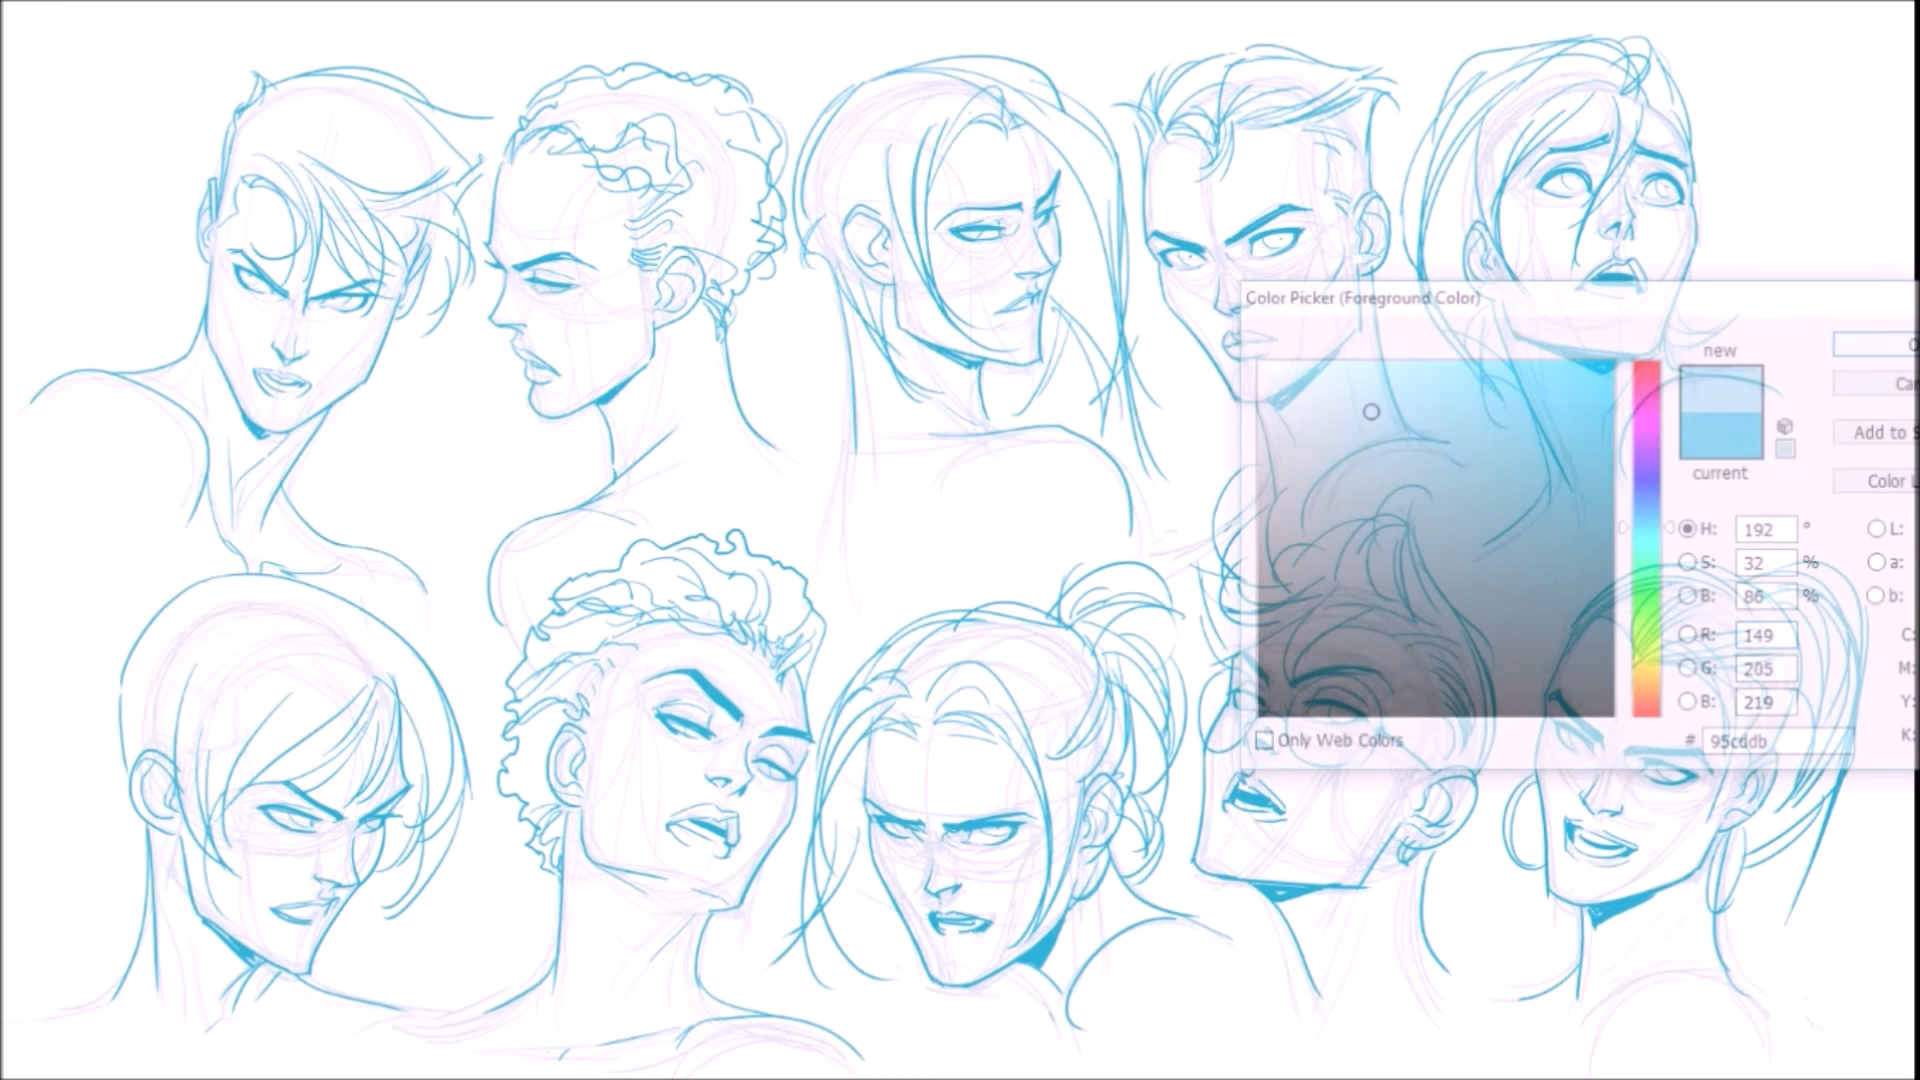 Color Picker (Foreground Color)
new
current
Add to
Color
H: 192 °
S: 32 %
B: 86 %
R: 149
G: 205
B: 219
L:
a:
b:
C:
M:
Y:
K:
Only Web Colors
# 95cddb